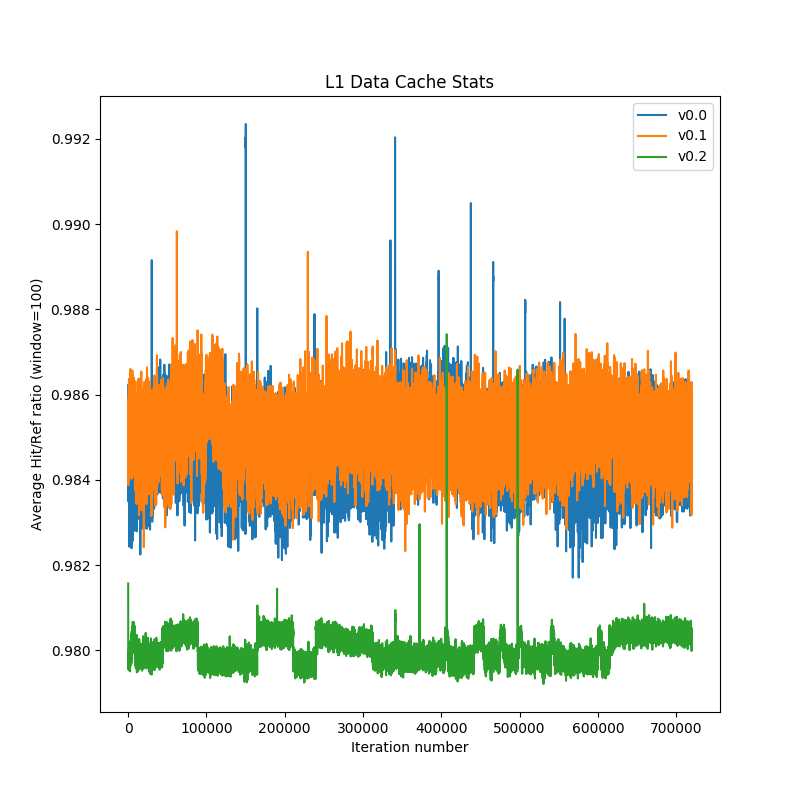 L1 Data Cache Stats
v0.0
v0.1
v0.2
Average Hit/Ref ratio (window=100)
0.992
0.990
0.988
0.986
0.984
0.982
0.980
0 100000 200000 300000 400000 500000 600000 700000
Iteration number